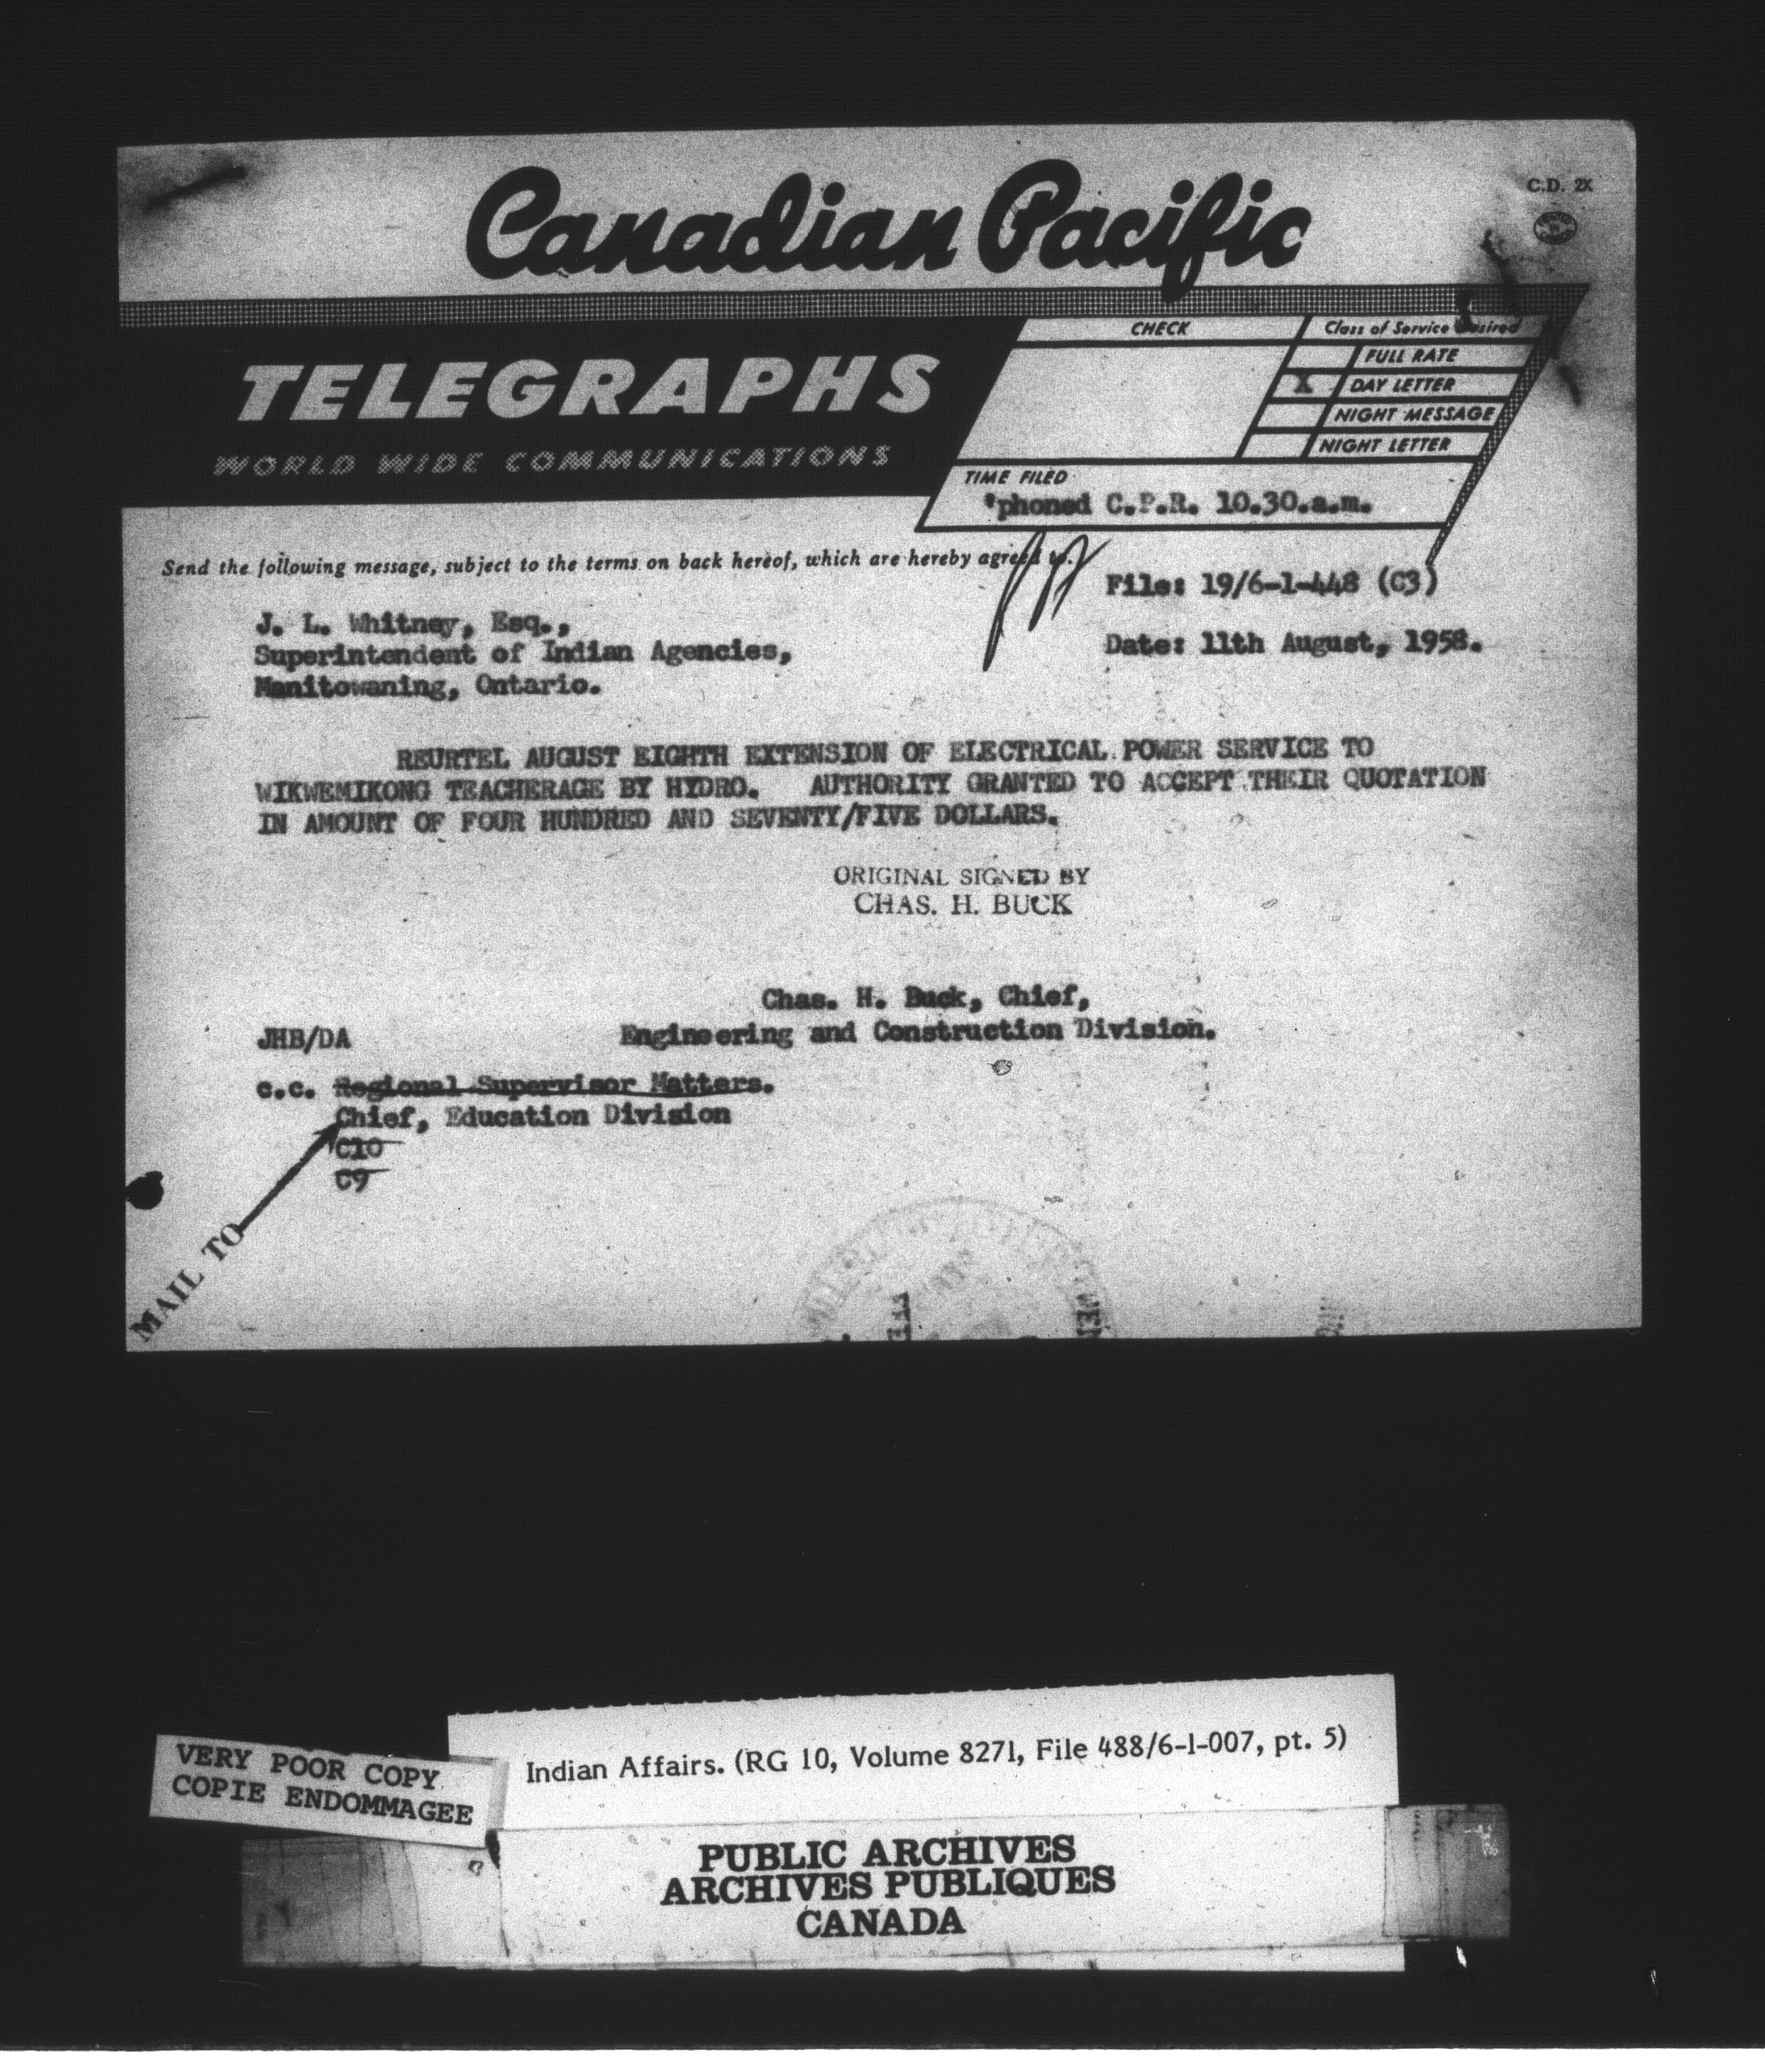 Canadian Pacific
C.D. 2X
TELEGRAPHS
WORLD WIDE COMMUNICATIONS
CHECK
Class of Service Desired
FULL RATE
X DAY LETTER
NIGHT MESSAGE
NIGHT LETTER
TIME FILED
'phoned C.P.R. 10.30.a.m.
Send the following message, subject to the terms on back hereof, which are hereby agreed to.
File: 19/6-1-448 (C3)
J. L. Whitney, Esq.,
Superintendent of Indian Agencies,
Manitowaning, Ontario.
Date: 11th August, 1958.
REURTEL AUGUST EIGHTH EXTENSION OF ELECTRICAL POWER SERVICE TO
WIKWEMIKONG TEACHERAGE BY HYDRO. AUTHORITY GRANTED TO ACCEPT THEIR QUOTATION
IN AMOUNT OF FOUR HUNDRED AND SEVENTY/FIVE DOLLARS.
ORIGINAL SIGNED BY
CHAS. H. BUCK
Chas. H. Buck, Chief,
JHB/DA Engineering and Construction Division.
c.c. Regional Supervisor Matters.
Chief, Education Division
C10
C9
MAIL TO
VERY POOR COPY
COPIE ENDOMMAGEE
Indian Affairs. (RG 10, Volume 8271, File 488/6-1-007, pt. 5)
PUBLIC ARCHIVES
ARCHIVES PUBLIQUES
CANADA